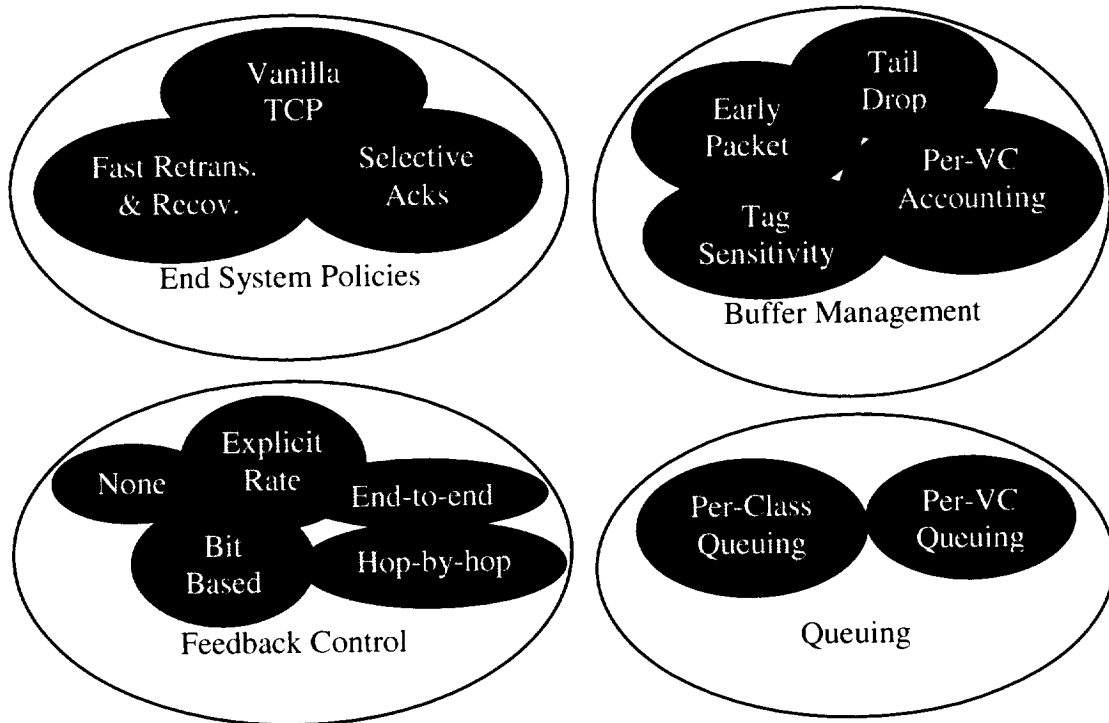 Vanilla
TCP
Fast Retrans.
& Recov.
Selective
Acks
End System Policies
Tail
Drop
Early
Packet
Per-VC
Accounting
Tag
Sensitivity
Buffer Management
None
Explicit
Rate
End-to-end
Bit
Based
Hop-by-hop
Feedback Control
Per-Class
Queuing
Per-VC
Queuing
Queuing